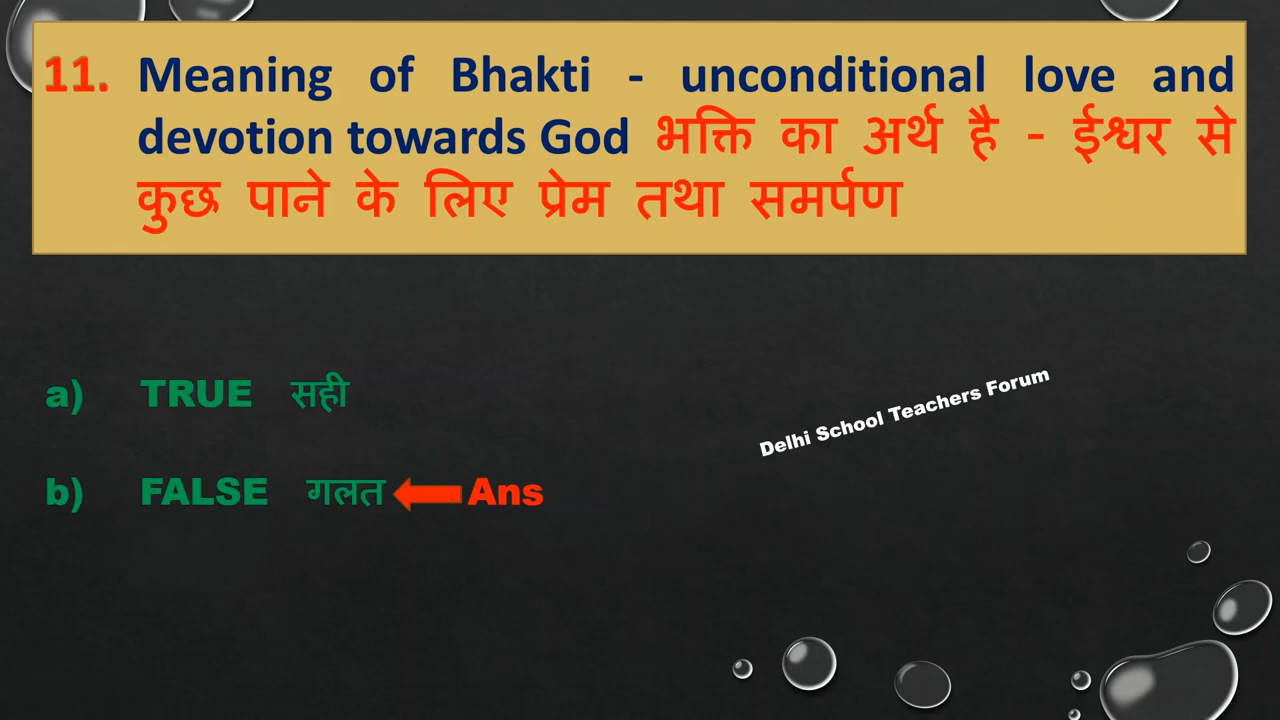 11. Meaning of Bhakti - unconditional love and
devotion towards God भक्ति का अर्थ है - ईश्वर से
कुछ पाने के लिए प्रेम तथा समर्पण
a) TRUE सही
Delhi School Teachers Forum
b) FALSE गलत Ans